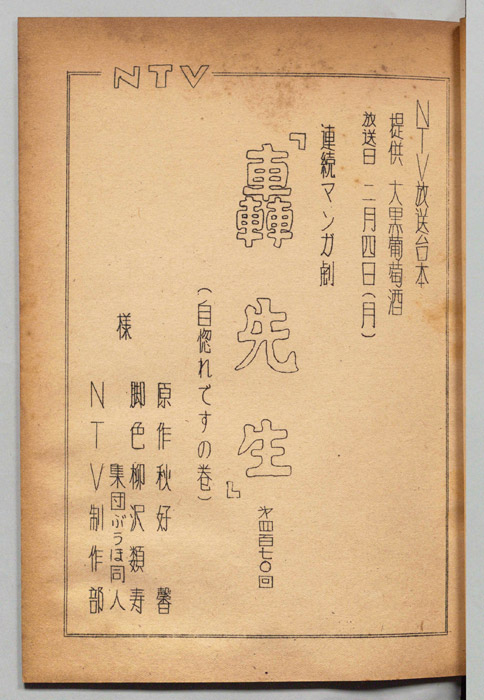 NTV
NTV放送台本
提供 大黒葡萄酒
放送日 二月四日(月)
連続マンガ劇
『轟先生』
第四百七〇回
(自惚れですの巻)
原作 秋好馨
脚色 柳沢類寿
集団ぶうほ同人
NTV制作部
様